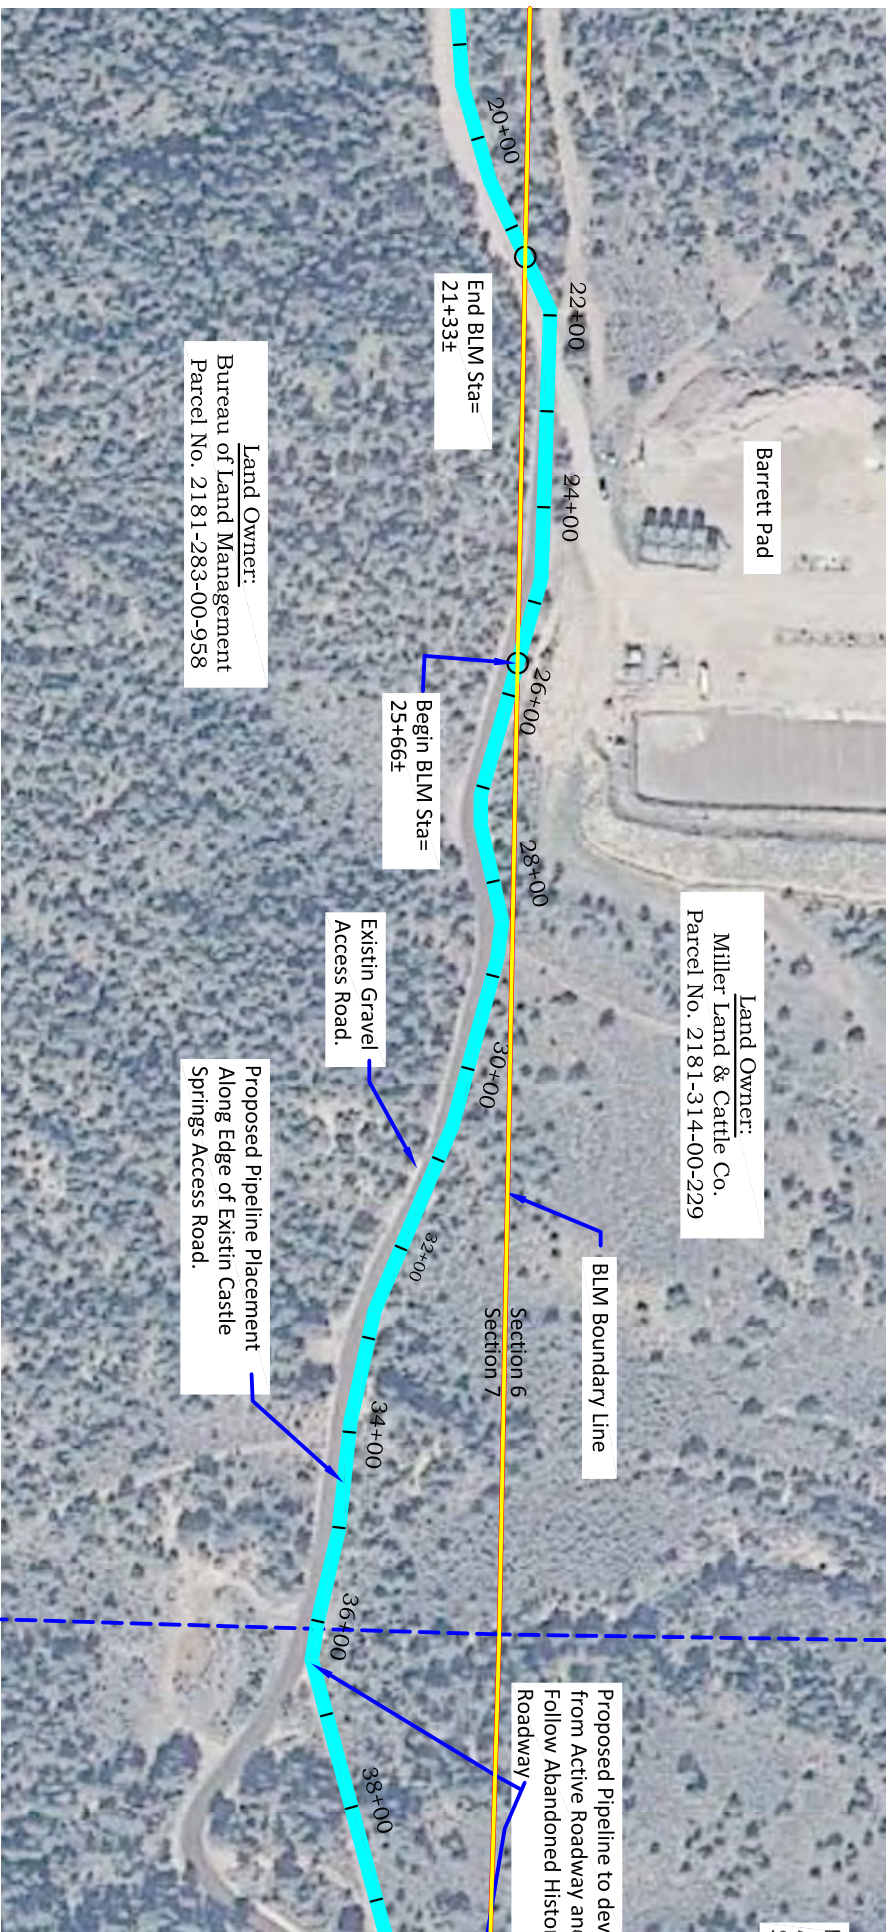 20+00
22+00
24+00
26+00
28+00
30+00
32+00
34+00
36+00
38+00
End BLM Sta=
21+33±
Barrett Pad
Land Owner:
Bureau of Land Management
Parcel No. 2181-283-00-958
Begin BLM Sta=
25+66±
Land Owner:
Miller Land & Cattle Co.
Parcel No. 2181-314-00-229
Existin Gravel
Access Road.
Proposed Pipeline Placement
Along Edge of Existin Castle
Springs Access Road.
BLM Boundary Line
Section 6
Section 7
Proposed Pipeline to dev
from Active Roadway and
Follow Abandoned Histor
Roadway